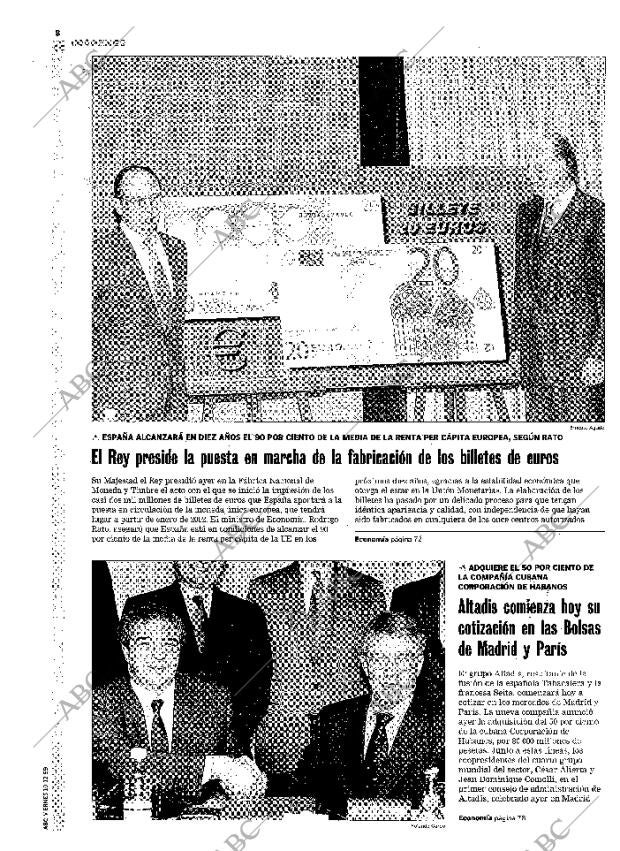 8
ABC
BILLETE
20 EUROS
20
20
20
20
ESPAÑA ALCANZARÁ EN DIEZ AÑOS EL 90 POR CIENTO DE LA MEDIA DE LA RENTA PER CÁPITA EUROPEA, SEGÚN RATO
El Rey preside la puesta en marcha de la fabricación de los billetes de euros
Su Majestad el Rey presidió ayer en la Fábrica Nacional de
Moneda y Timbre el acto con el que se inició la impresión de los
casi dos mil millones de billetes de euros que España aportará a la
puesta en circulación de la moneda única europea, que tendrá
lugar a partir de enero de 2002. El ministro de Economía, Rodrigo
Rato, aseguró que España está en condiciones de alcanzar el 90
por ciento de la media de la renta per cápita de la UE en los
próximos diez años, «gracias a la estabilidad económica que
otorga el estar en la Unión Monetaria». La elaboración de los
billetes ha pasado por un delicado proceso para que tengan
idéntica apariencia y calidad, con independencia de que hayan
sido fabricados en cualquiera de los once centros autorizados
Economía página 72
ADQUIERE EL 50 POR CIENTO DE
LA COMPAÑÍA CUBANA
CORPORACIÓN DE HABANOS
Altadis comienza hoy su
cotización en las Bolsas
de Madrid y París
El grupo Altadis, resultante de la
fusión de la española Tabacalera y la
francesa Seita, comenzará hoy a
cotizar en los mercados de Madrid y
París. La nueva compañía anunció
ayer la adquisición del 50 por ciento
de la cubana Corporación de
Habanos, por 80.000 millones de
pesetas. Junto a estas líneas, los
copresidentes del cuarto grupo
mundial del sector, César Alierta y
Jean Dominique Comolli, en el
primer consejo de administración de
Altadis, celebrado ayer en Madrid
Economía página 78
ABC VIERNES 10-12-99